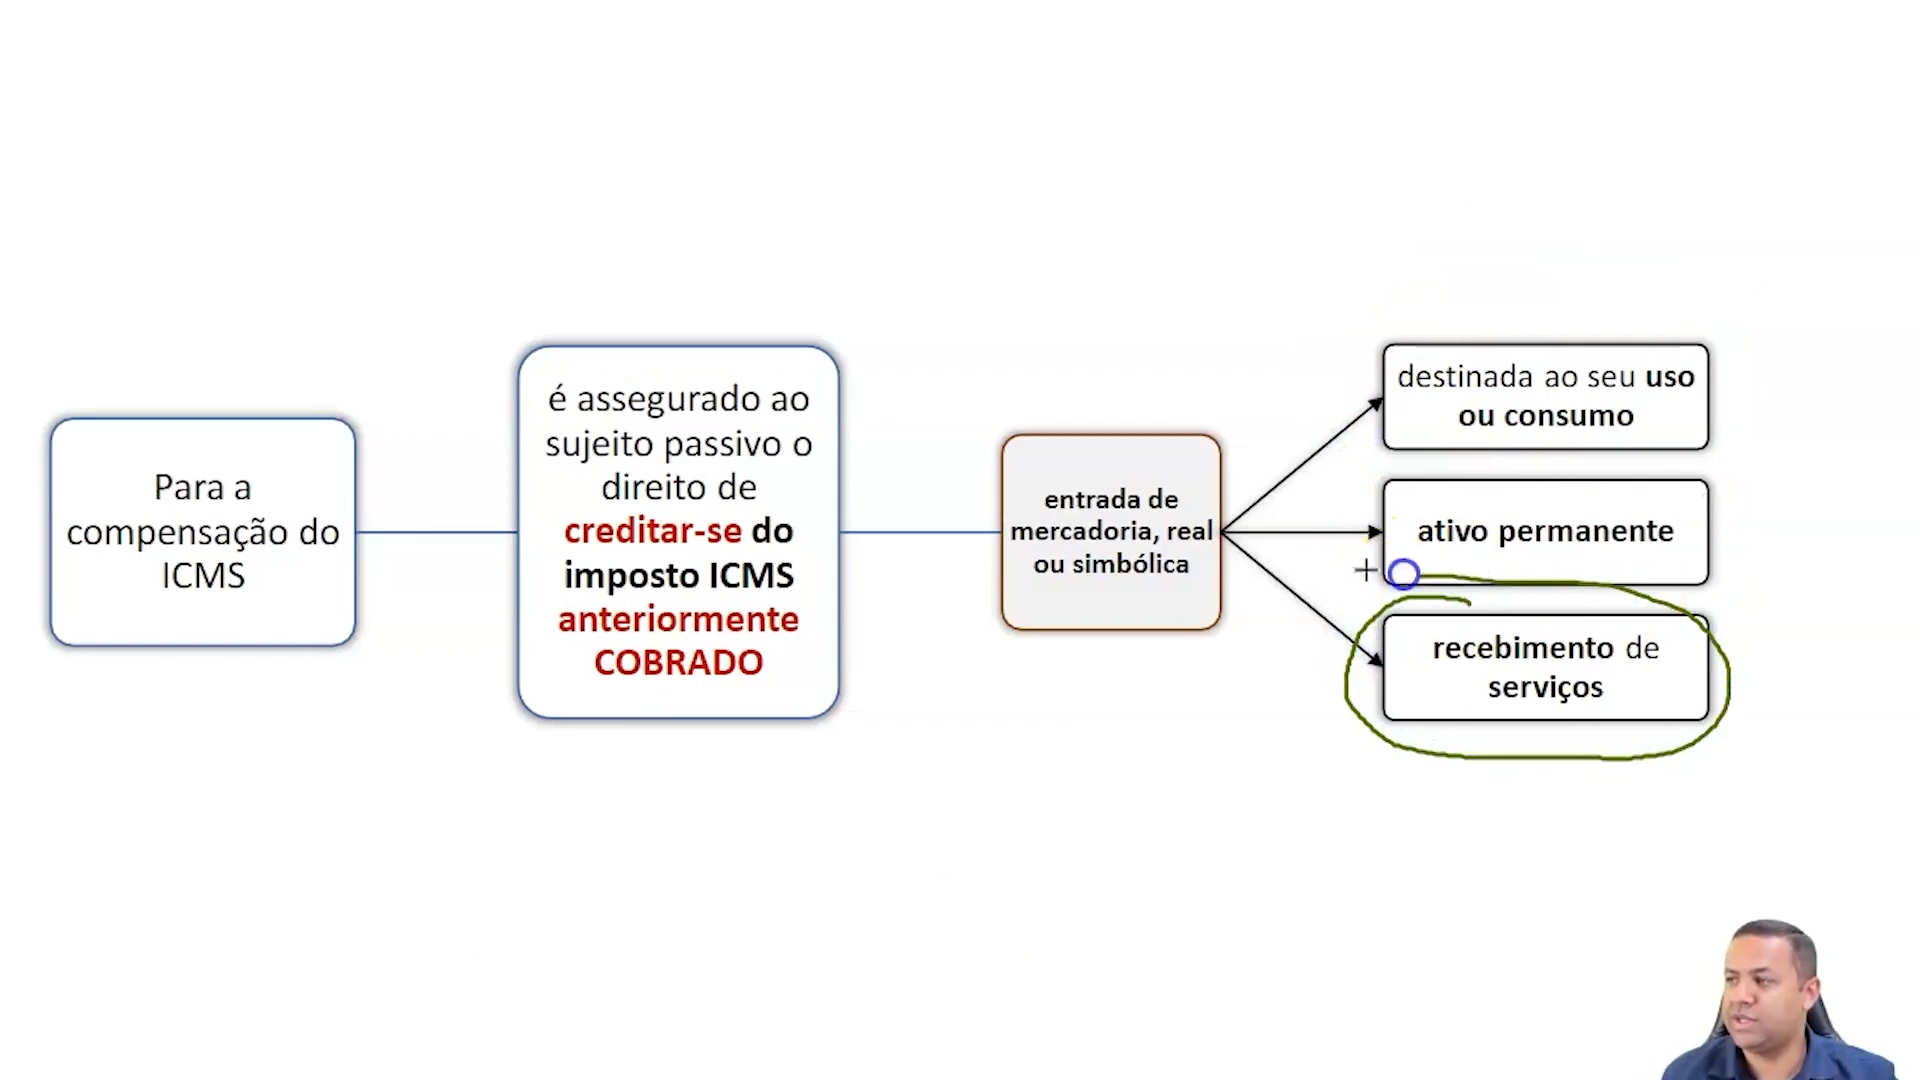 Para a
compensação do
ICMS
é assegurado ao
sujeito passivo o
direito de
creditar-se do
imposto ICMS
anteriormente
COBRADO
entrada de
mercadoria, real
ou simbólica
destinada ao seu uso
ou consumo
ativo permanente
recebimento de
serviços